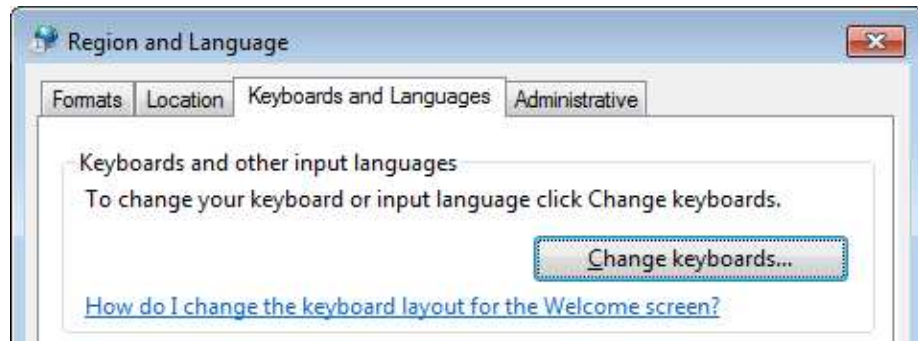 Region and Language
Formats Location Keyboards and Languages Administrative
Keyboards and other input languages
To change your keyboard or input language click Change keyboards.
Change keyboards...
How do I change the keyboard layout for the Welcome screen?